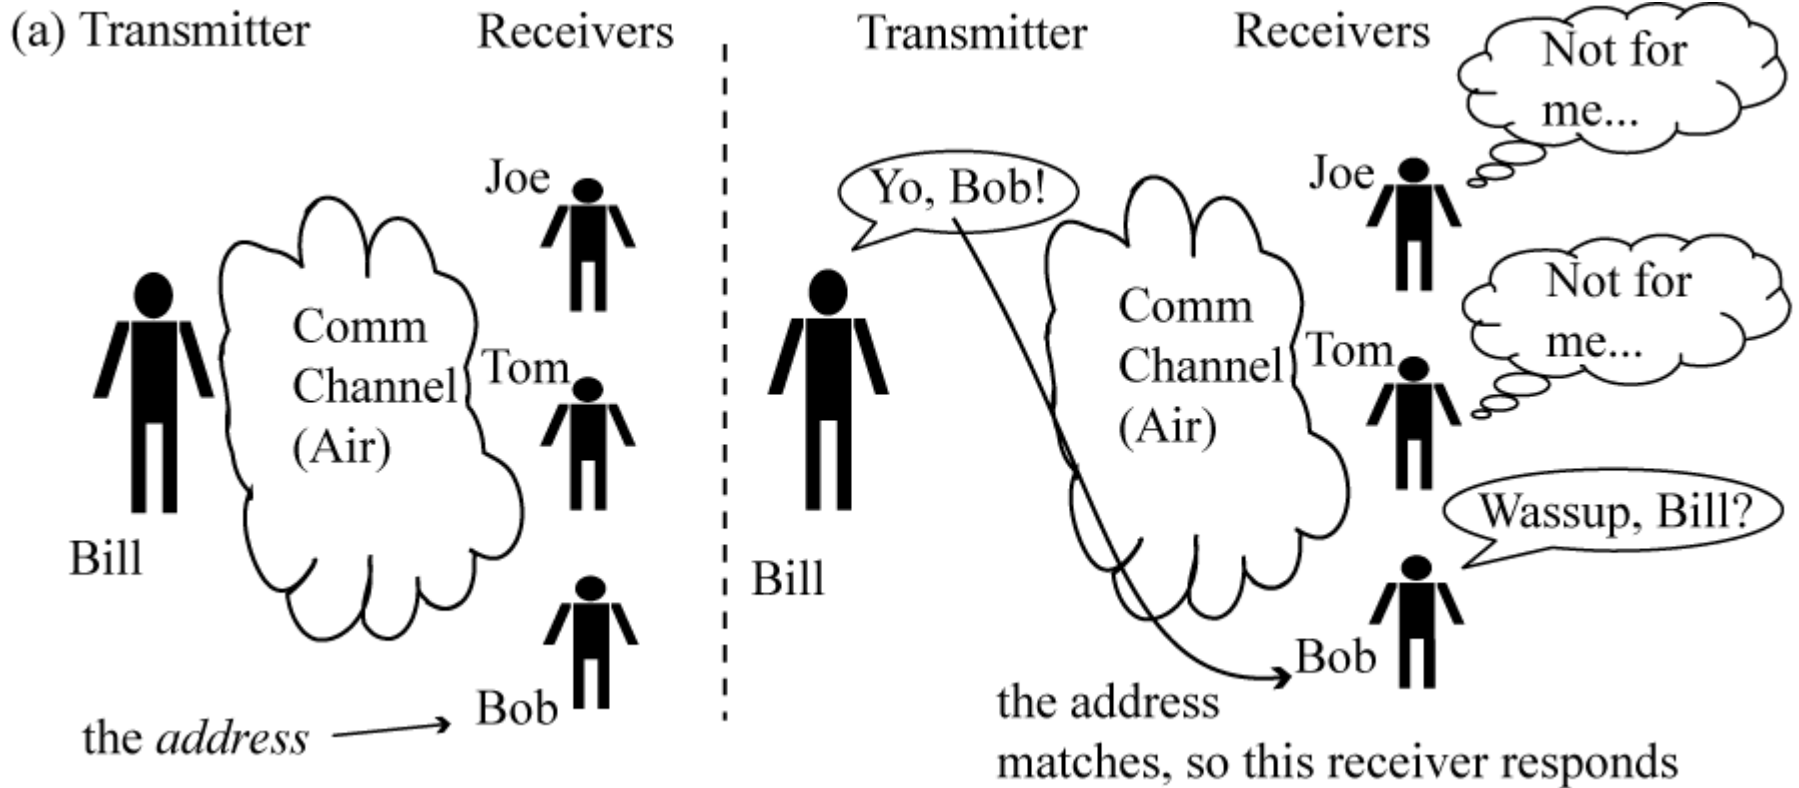 (a) Transmitter
Receivers
Joe
Comm
Channel
(Air)
Tom
Bill
Bob
the address
Transmitter
Receivers
Not for
me...
Yo, Bob!
Joe
Comm
Channel
(Air)
Not for
me...
Tom
Wassup, Bill?
Bill
Bob
the address
matches, so this receiver responds